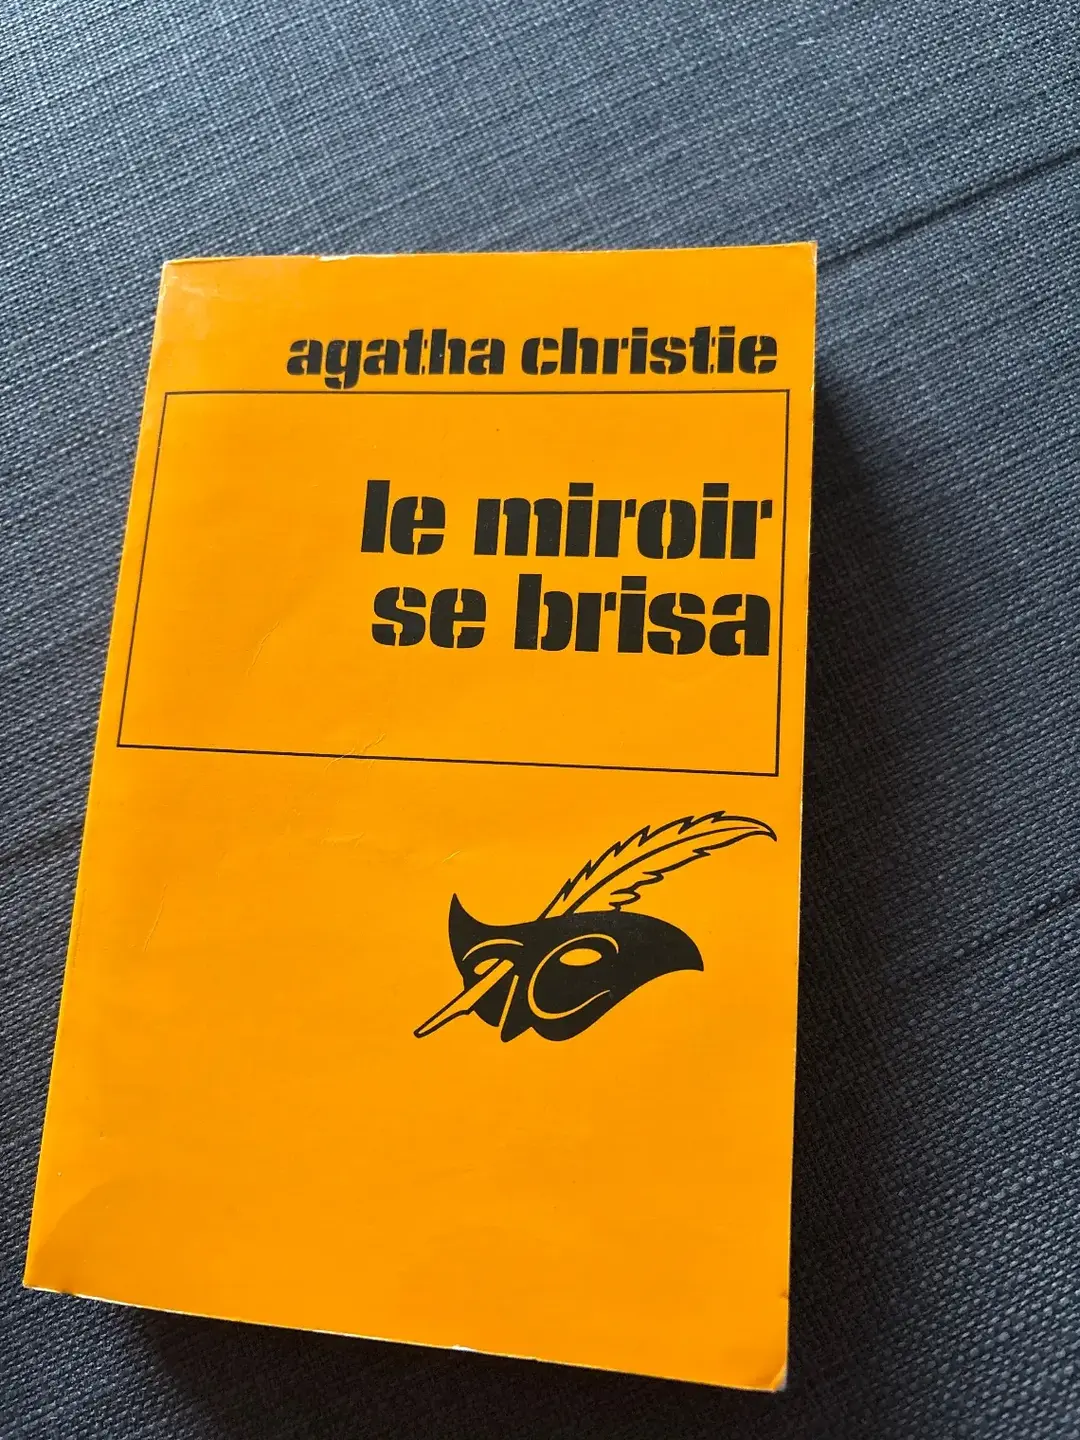 agatha christie
le miroir
se brisa